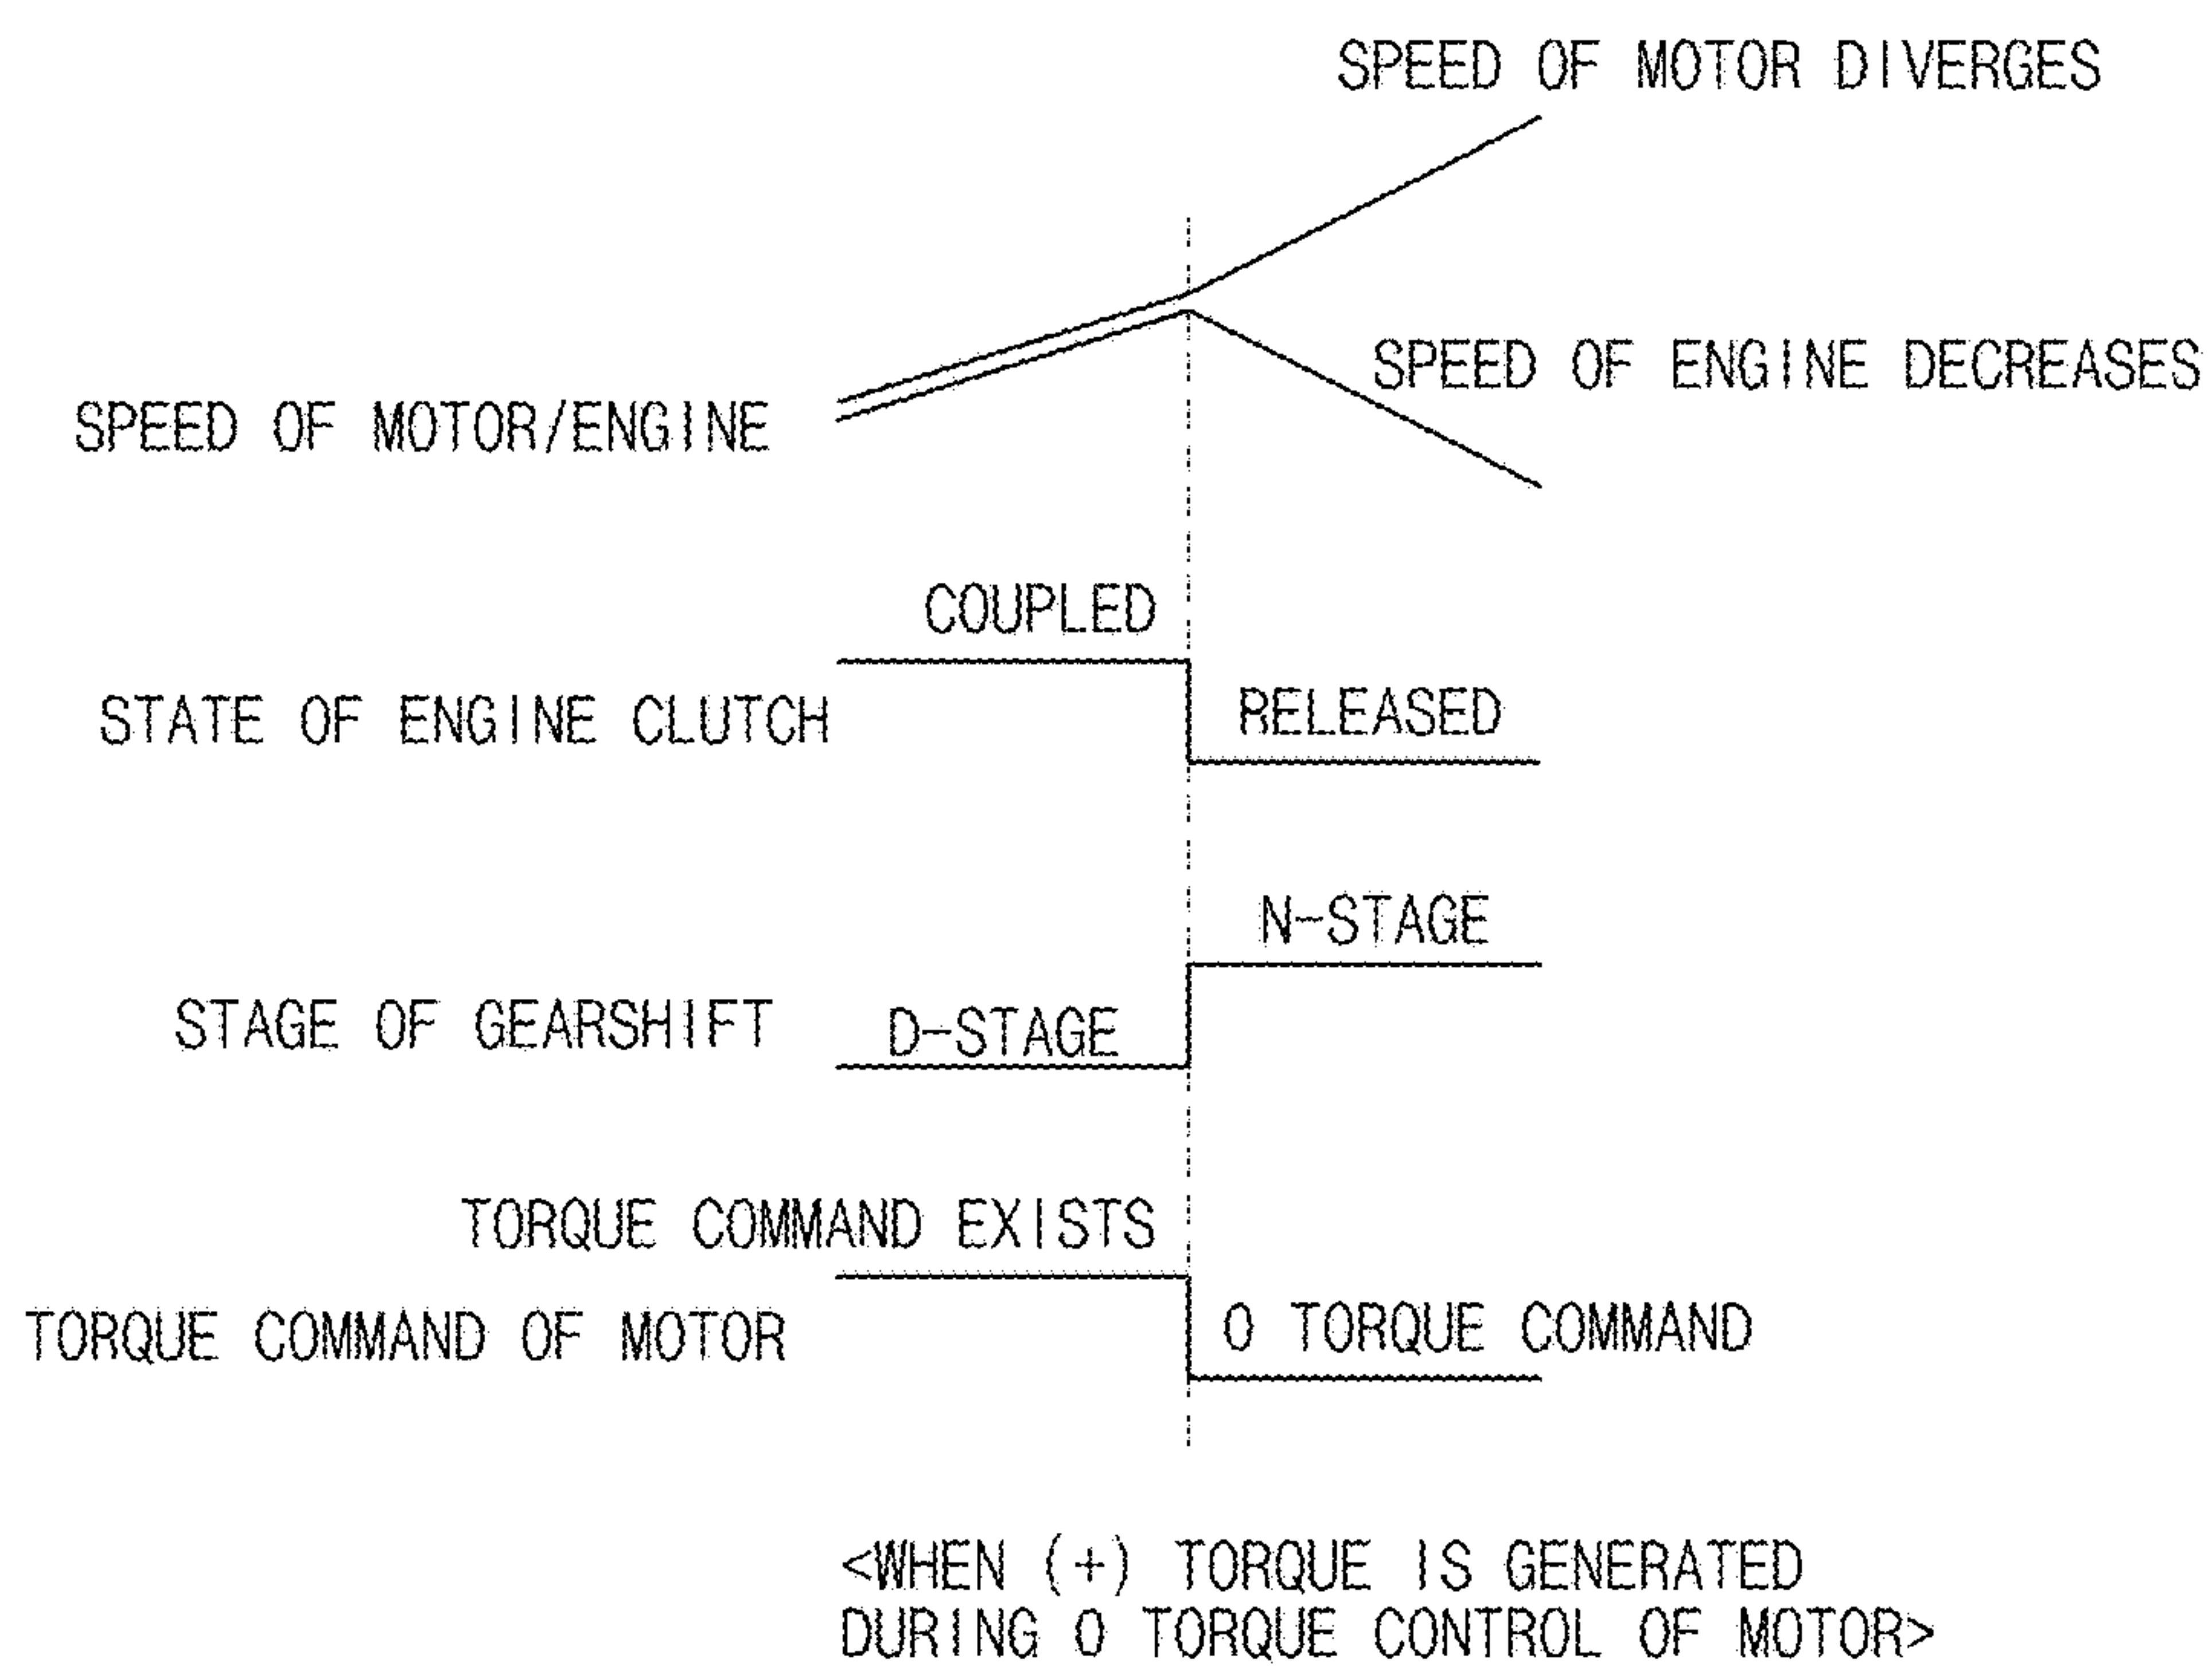 SPEED OF MOTOR DIVERGES
SPEED OF ENGINE DECREASES
SPEED OF MOTOR/ENGINE
COUPLED
RELEASED
STATE OF ENGINE CLUTCH
N-STAGE
D-STAGE
STAGE OF GEARSHIFT
TORQUE COMMAND EXISTS
0 TORQUE COMMAND
TORQUE COMMAND OF MOTOR
<WHEN (+) TORQUE IS GENERATED
DURING 0 TORQUE CONTROL OF MOTOR>